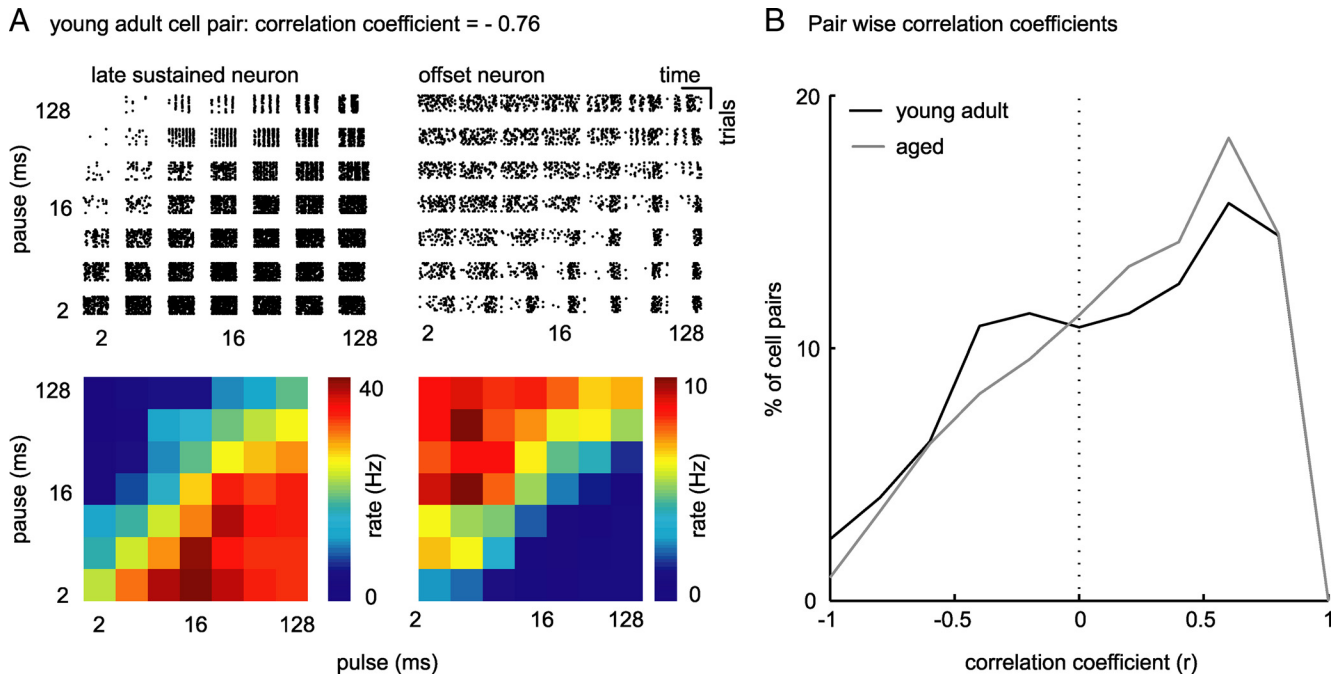 A young adult cell pair: correlation coefficient = - 0.76
late sustained neuron
offset neuron
time
trials
128
16
2
pause (ms)
2 16 128
2 16 128
128
16
2
pause (ms)
40
0
rate (Hz)
10
0
rate (Hz)
2 16 128
2 16 128
pulse (ms)
B Pair wise correlation coefficients
young adult
aged
20
10
0
% of cell pairs
-1 -0.5 0 0.5 1
correlation coefficient (r)